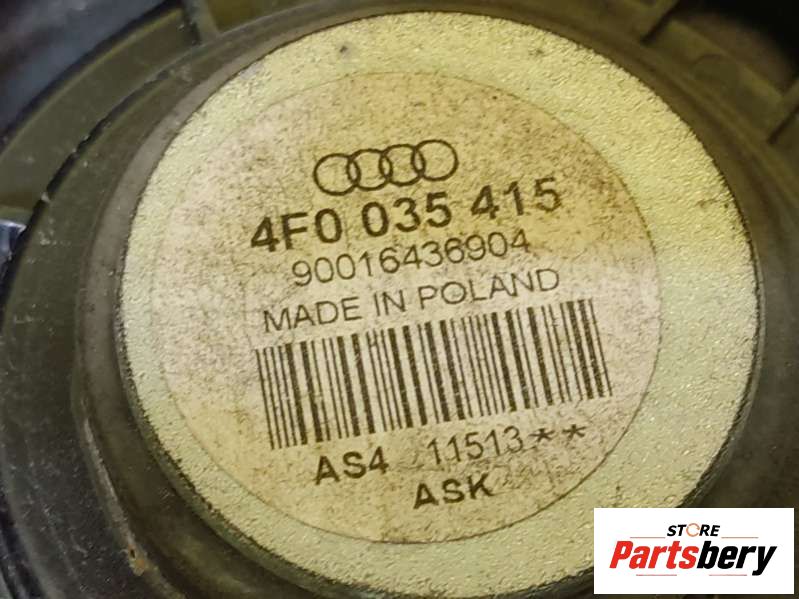 4F0 035 415
90016436904
MADE IN POLAND
AS4 11513**
ASK
STORE
Partsbery